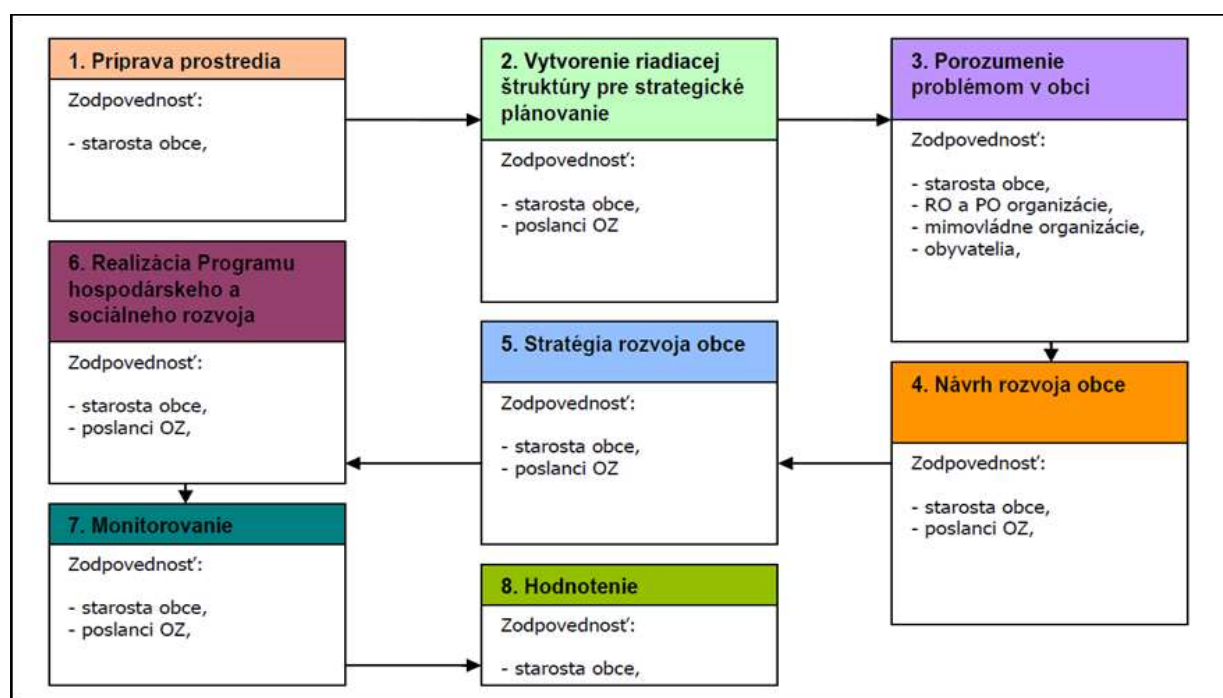 1. Príprava prostredia
Zodpovednosť:
- starosta obce,
2. Vytvorenie riadiacej
štruktúry pre strategické
plánovanie
Zodpovednosť:
- starosta obce,
- poslanci OZ
3. Porozumenie
problémom v obci
Zodpovednosť:
- starosta obce,
- RO a PO organizácie,
- mimovládne organizácie,
- obyvatelia,
4. Návrh rozvoja obce
Zodpovednosť:
- starosta obce,
- poslanci OZ,
5. Stratégia rozvoja obce
Zodpovednosť:
- starosta obce,
- poslanci OZ
6. Realizácia Programu
hospodárskeho a
sociálneho rozvoja
Zodpovednosť:
- starosta obce,
- poslanci OZ,
7. Monitorovanie
Zodpovednosť:
- starosta obce,
- poslanci OZ,
8. Hodnotenie
Zodpovednosť:
- starosta obce,